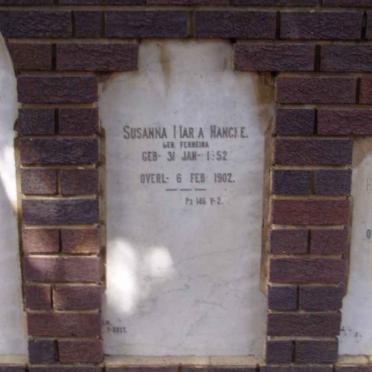 SUSANNA MARIA HANCKE.
GEB. FERREIRA
GEB- 31 JAN- 1852
OVERL- 6 FEB 1902.
Ps 146 V-2.